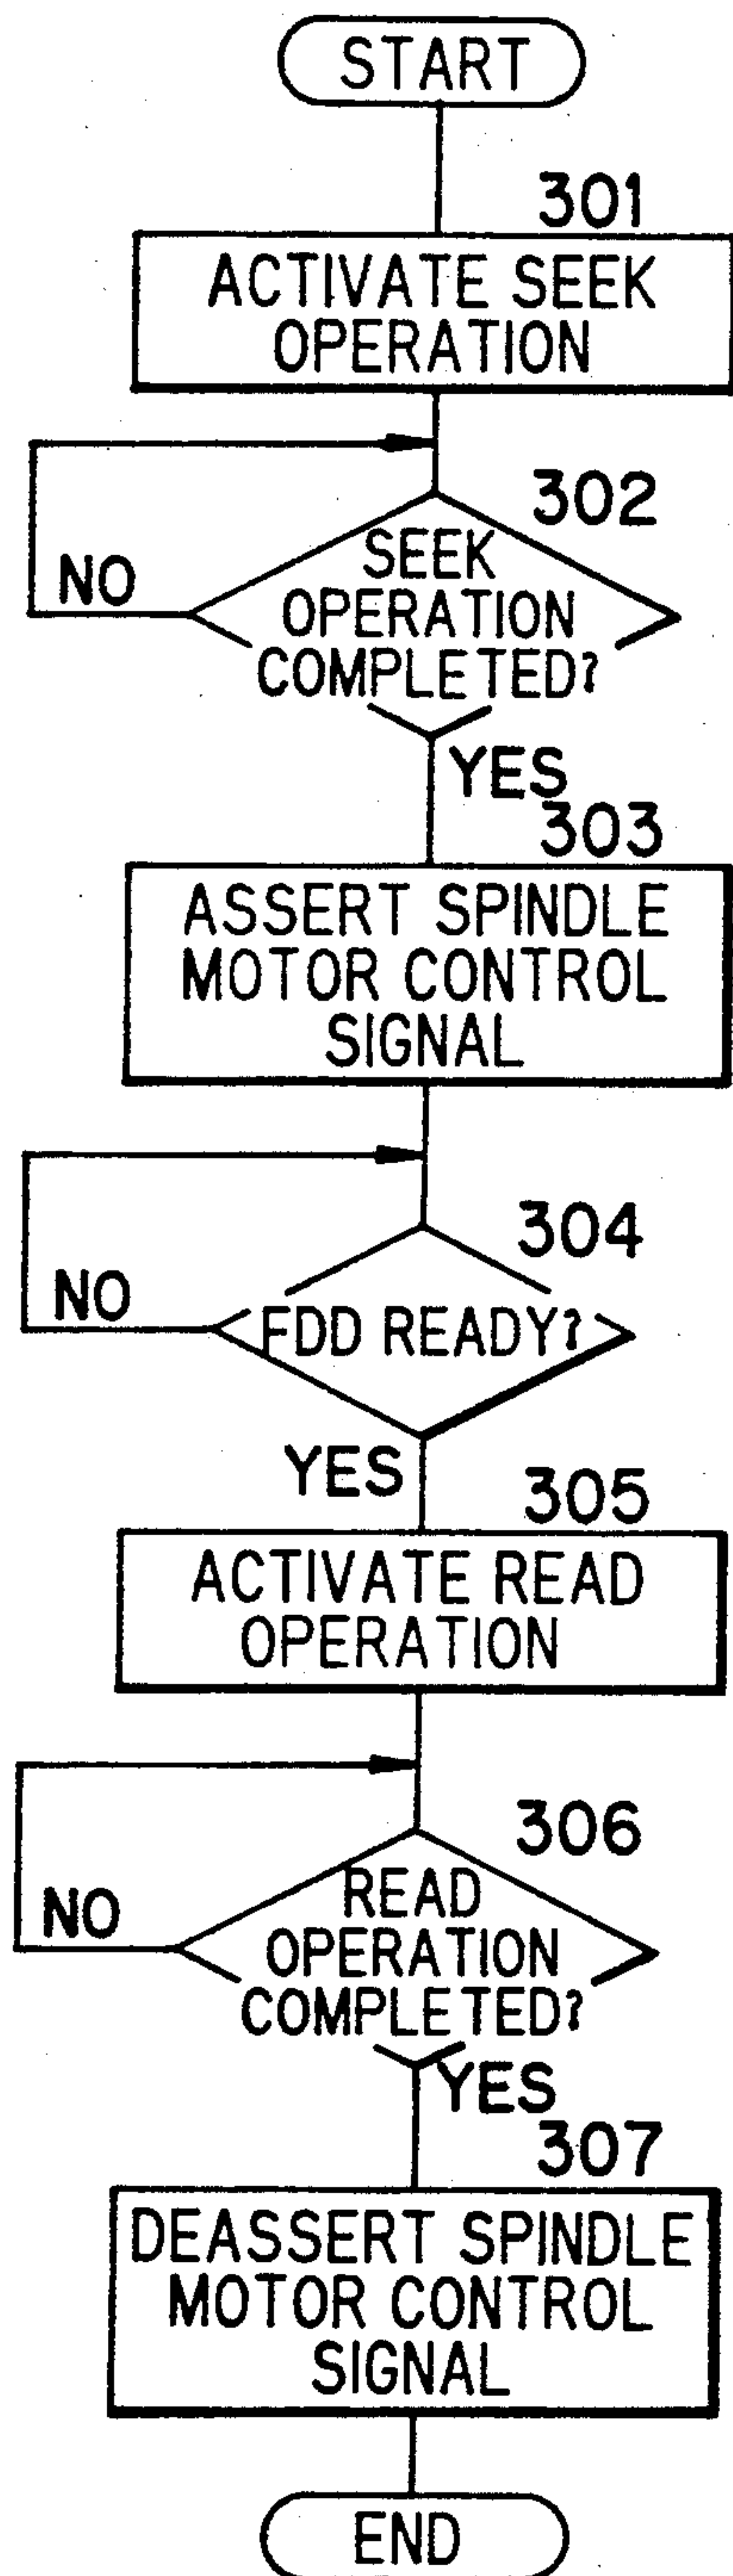 START
301
ACTIVATE SEEK
OPERATION
302
SEEK
OPERATION
COMPLETED?
NO
YES
303
ASSERT SPINDLE
MOTOR CONTROL
SIGNAL
304
NO
FDD READY?
YES
305
ACTIVATE READ
OPERATION
306
READ
OPERATION
COMPLETED?
NO
YES
307
DEASSERT SPINDLE
MOTOR CONTROL
SIGNAL
END